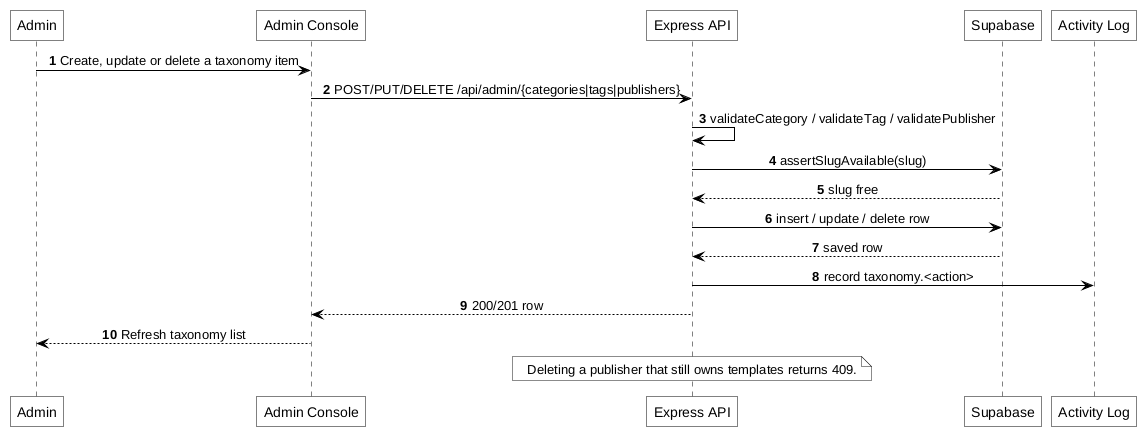 Admin
Admin Console
Express API
Supabase
Activity Log
1 Create, update or delete a taxonomy item
2 POST/PUT/DELETE /api/admin/{categories|tags|publishers}
3 validateCategory / validateTag / validatePublisher
4 assertSlugAvailable(slug)
5 slug free
6 insert / update / delete row
7 saved row
8 record taxonomy.<action>
9 200/201 row
10 Refresh taxonomy list
Deleting a publisher that still owns templates returns 409.
Admin
Admin Console
Express API
Supabase
Activity Log